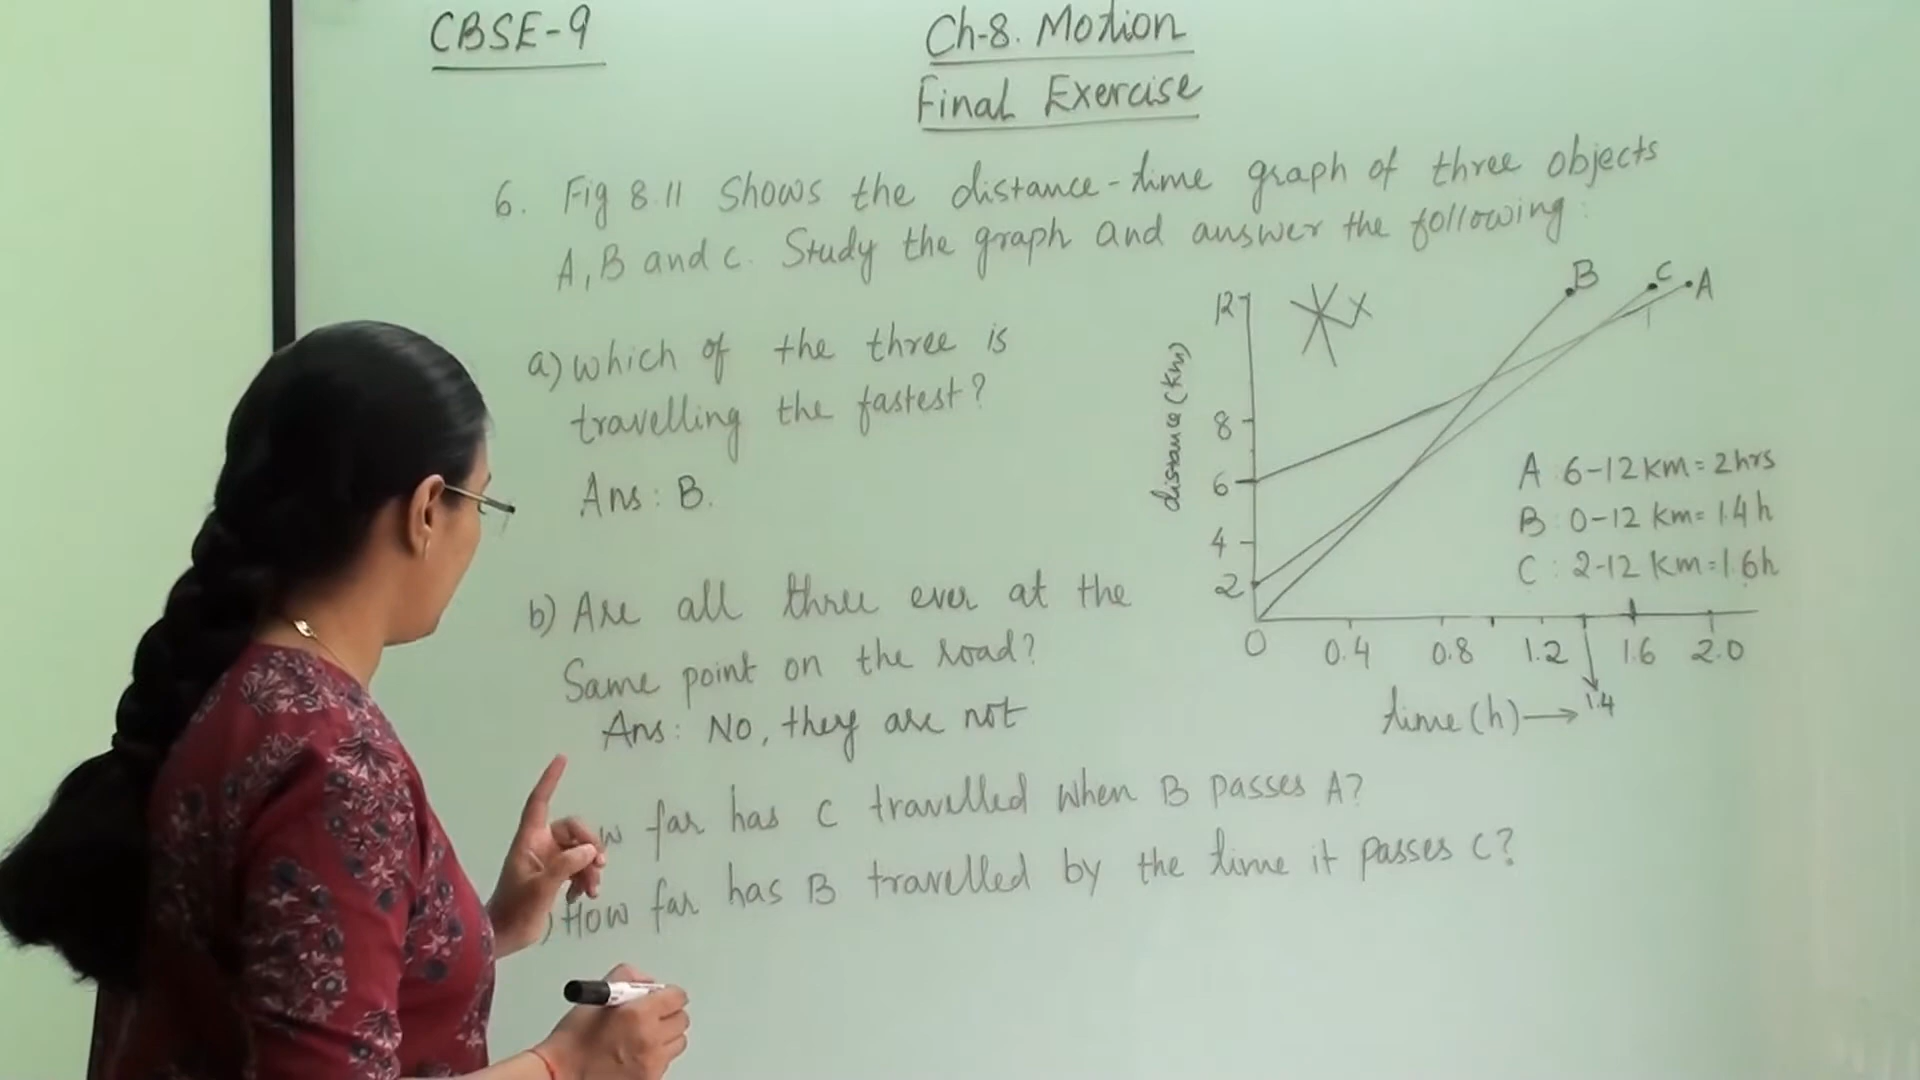 CBSE-9
Ch-8. Motion
Final Exercise
6. Fig 8.11 Shows the distance-time graph of three objects
A, B and C. Study the graph and answer the following:
a) Which of the three is
travelling the fastest?
Ans: B.
b) Are all three ever at the
Same point on the road?
Ans: No, they are not
far has C travelled when B passes A?
) How far has B travelled by the time it passes C?
B C A
12
8
6
4
2
distance (km)
0 0.4 0.8 1.2 1.6 2.0
1.4
time (h) →
A 6-12 km = 2hrs
B: 0-12 km = 1.4 h
C: 2-12 km = 1.6h